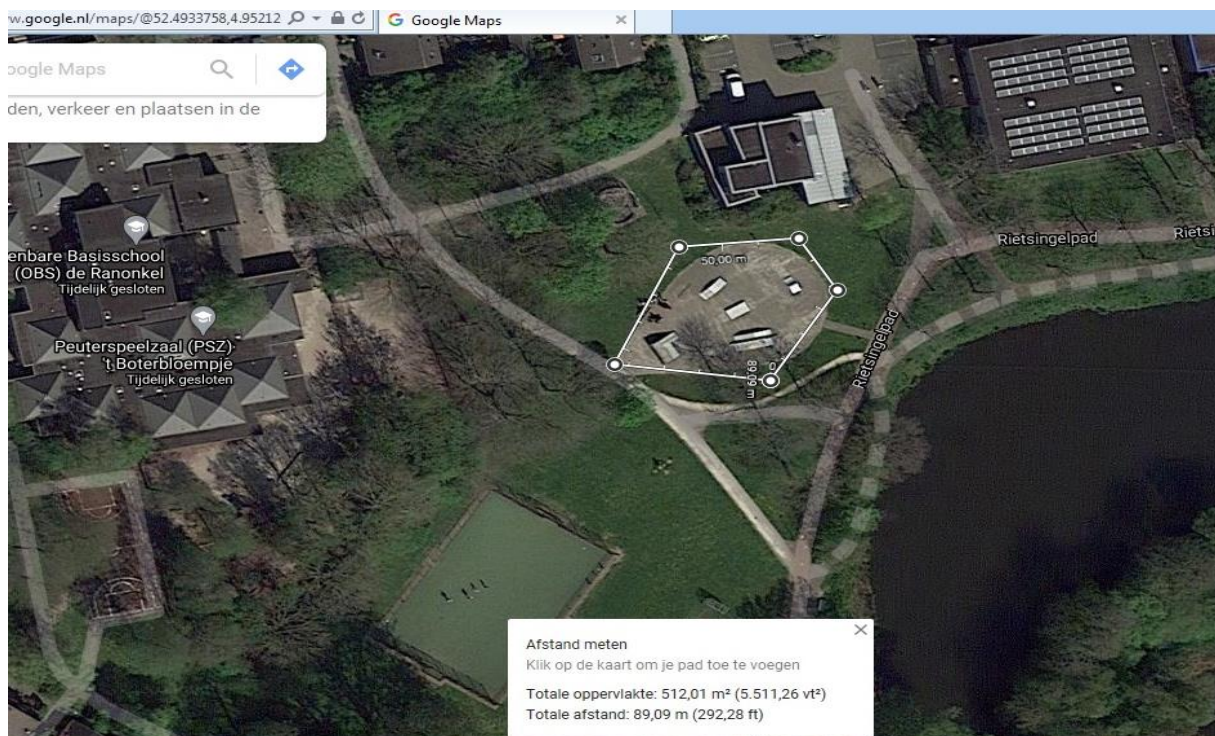 w.google.nl/maps/@52.4933758,4.95212
Google Maps
oogle Maps
den, verkeer en plaatsen in de
enbare Basisschool
(OBS) de Ranonkel
Tijdelijk gesloten
Peuterspeelzaal (PSZ)
't Boterbloempje
Tijdelijk gesloten
50,00 m
89,09 m
Rietsingelpad
Rietsi
Rietsingelpad
Afstand meten
Klik op de kaart om je pad toe te voegen
Totale oppervlakte: 512,01 m² (5.511,26 vt²)
Totale afstand: 89,09 m (292,28 ft)